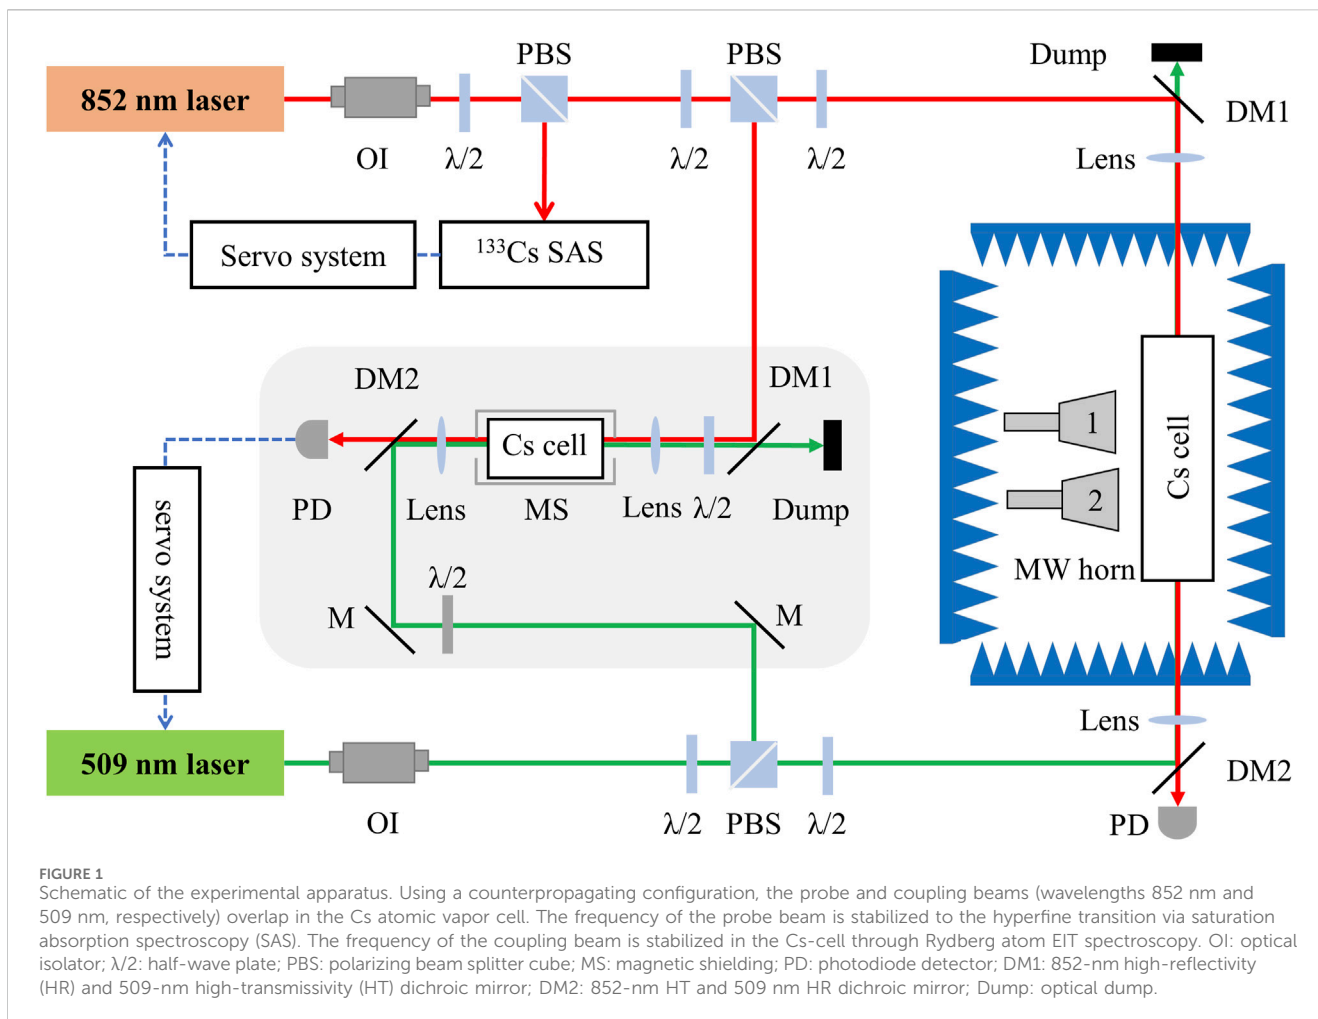 PBS
PBS
Dump
852 nm laser
DM1
OI
λ/2
λ/2
λ/2
Lens
Servo system
¹³³Cs SAS
DM2
DM1
1
Cs cell
Cs cell
2
PD
Lens
MS
Lens
λ/2
Dump
MW horn
servo system
λ/2
M
M
Lens
509 nm laser
DM2
OI
λ/2
PBS
λ/2
PD
FIGURE 1
Schematic of the experimental apparatus. Using a counterpropagating configuration, the probe and coupling beams (wavelengths 852 nm and
509 nm, respectively) overlap in the Cs atomic vapor cell. The frequency of the probe beam is stabilized to the hyperfine transition via saturation
absorption spectroscopy (SAS). The frequency of the coupling beam is stabilized in the Cs-cell through Rydberg atom EIT spectroscopy. OI: optical
isolator; λ/2: half-wave plate; PBS: polarizing beam splitter cube; MS: magnetic shielding; PD: photodiode detector; DM1: 852-nm high-reflectivity
(HR) and 509-nm high-transmissivity (HT) dichroic mirror; DM2: 852-nm HT and 509 nm HR dichroic mirror; Dump: optical dump.